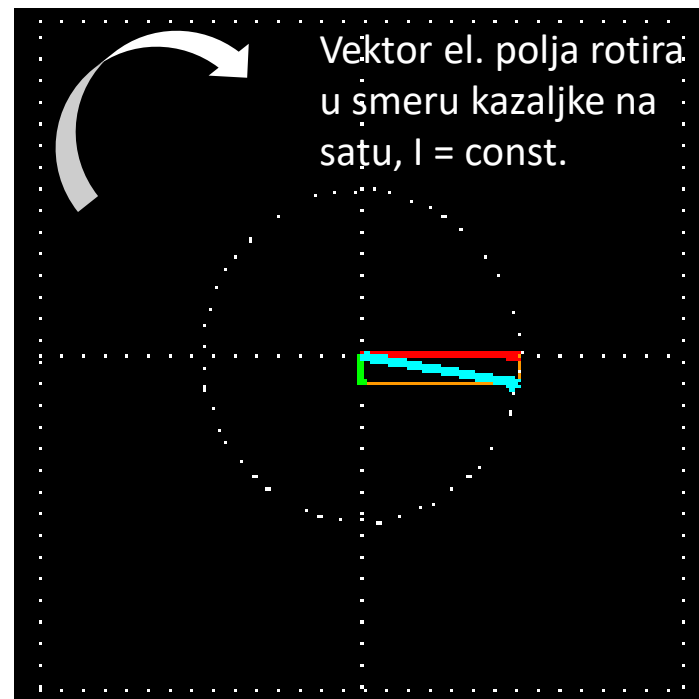 Vektor el. polja rotira
u smeru kazaljke na
satu, I = const.